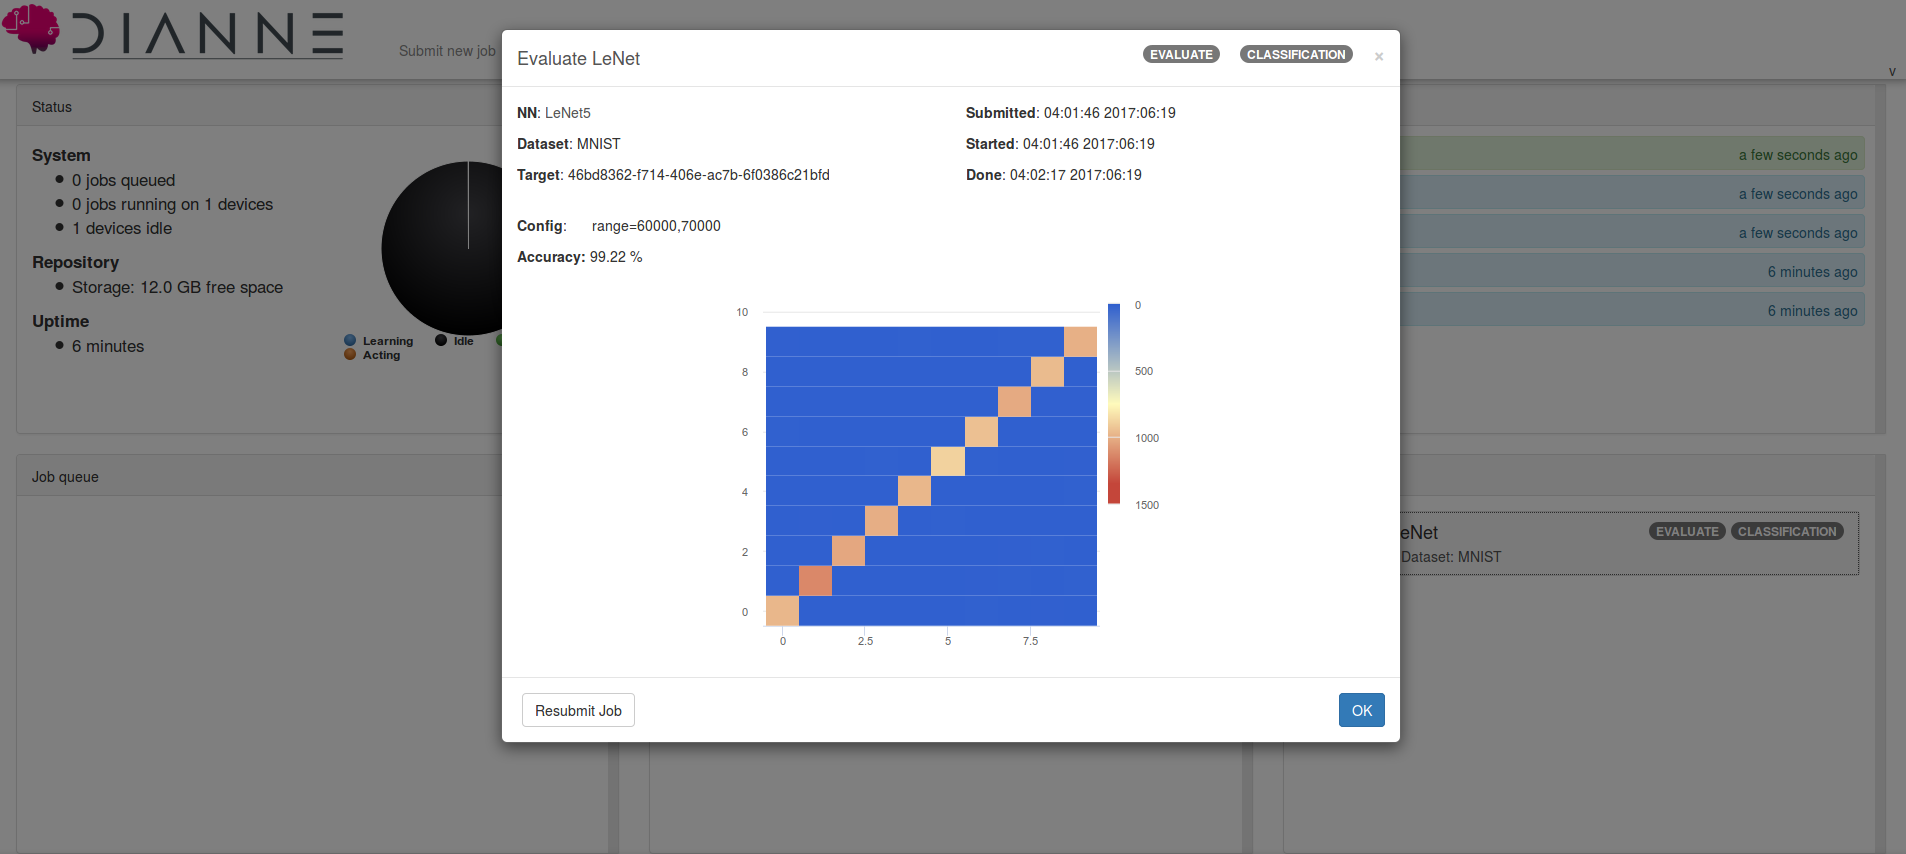 DIANNE
Submit new job
v
Status
System
0 jobs queued
0 jobs running on 1 devices
1 devices idle
Repository
Storage: 12.0 GB free space
Uptime
6 minutes
Learning
Idle
Acting
Evaluate LeNet
EVALUATE
CLASSIFICATION
×
NN: LeNet5
Submitted: 04:01:46 2017:06:19
Dataset: MNIST
Started: 04:01:46 2017:06:19
Target: 46bd8362-f714-406e-ac7b-6f0386c21bfd
Done: 04:02:17 2017:06:19
Config: range=60000,70000
Accuracy: 99.22 %
10
8
6
4
2
0
0
2.5
5
7.5
0
500
1000
1500
Resubmit Job
OK
a few seconds ago
a few seconds ago
a few seconds ago
6 minutes ago
6 minutes ago
Job queue
eNet
EVALUATE
CLASSIFICATION
Dataset: MNIST